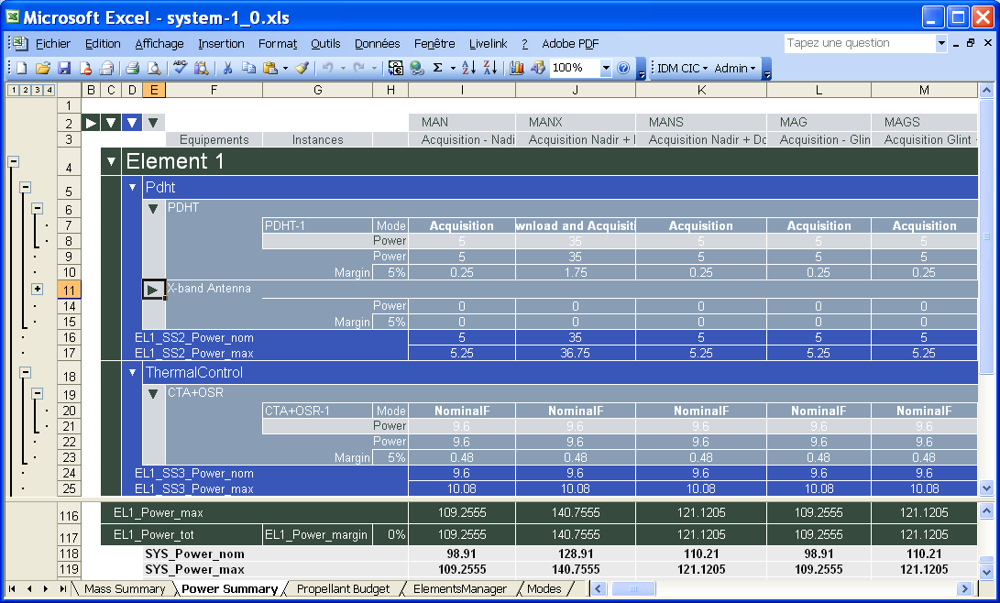 Microsoft Excel - system-1_0.xls
Fichier Edition Affichage Insertion Format Outils Données Fenêtre Livelink ? Adobe PDF Tapez une question
100% IDM CIC Admin
1 2 3 4 B C D E F G H I J K L M
1
2 MAN MANX MANS MAG MAGS
3 Equipements Instances Acquisition - Nadi Acquisition Nadir + Acquisition Nadir + Dc Acquisition - Glin Acquisition Glint
4 Element 1
5 Pdht
6 PDHT
7 PDHT-1 Mode Acquisition wnload and Acquisiti Acquisition Acquisition Acquisition
8 Power 5 35 5 5 5
9 Power 5 35 5 5 5
10 Margin 5% 0.25 1.75 0.25 0.25 0.25
11 X-band Antenna
14 Power 0 0 0 0 0
15 Margin 5% 0 0 0 0 0
16 EL1_SS2_Power_nom 5 35 5 5 5
17 EL1_SS2_Power_max 5.25 36.75 5.25 5.25 5.25
18 ThermalControl
19 CTA+OSR
20 CTA+OSR-1 Mode NominalF NominalF NominalF NominalF NominalF
21 Power 9.6 9.6 9.6 9.6 9.6
22 Power 9.6 9.6 9.6 9.6 9.6
23 Margin 5% 0.48 0.48 0.48 0.48 0.48
24 EL1_SS3_Power_nom 9.6 9.6 9.6 9.6 9.6
25 EL1_SS3_Power_max 10.08 10.08 10.08 10.08 10.08
116 EL1_Power_max 109.2555 140.7555 121.1205 109.2555 121.1205
117 EL1_Power_tot EL1_Power_margin 0% 109.2555 140.7555 121.1205 109.2555 121.1205
118 SYS_Power_nom 98.91 128.91 110.21 98.91 110.21
119 SYS_Power_max 109.2555 140.7555 121.1205 109.2555 121.1205
Mass Summary Power Summary Propellant Budget ElementsManager Modes